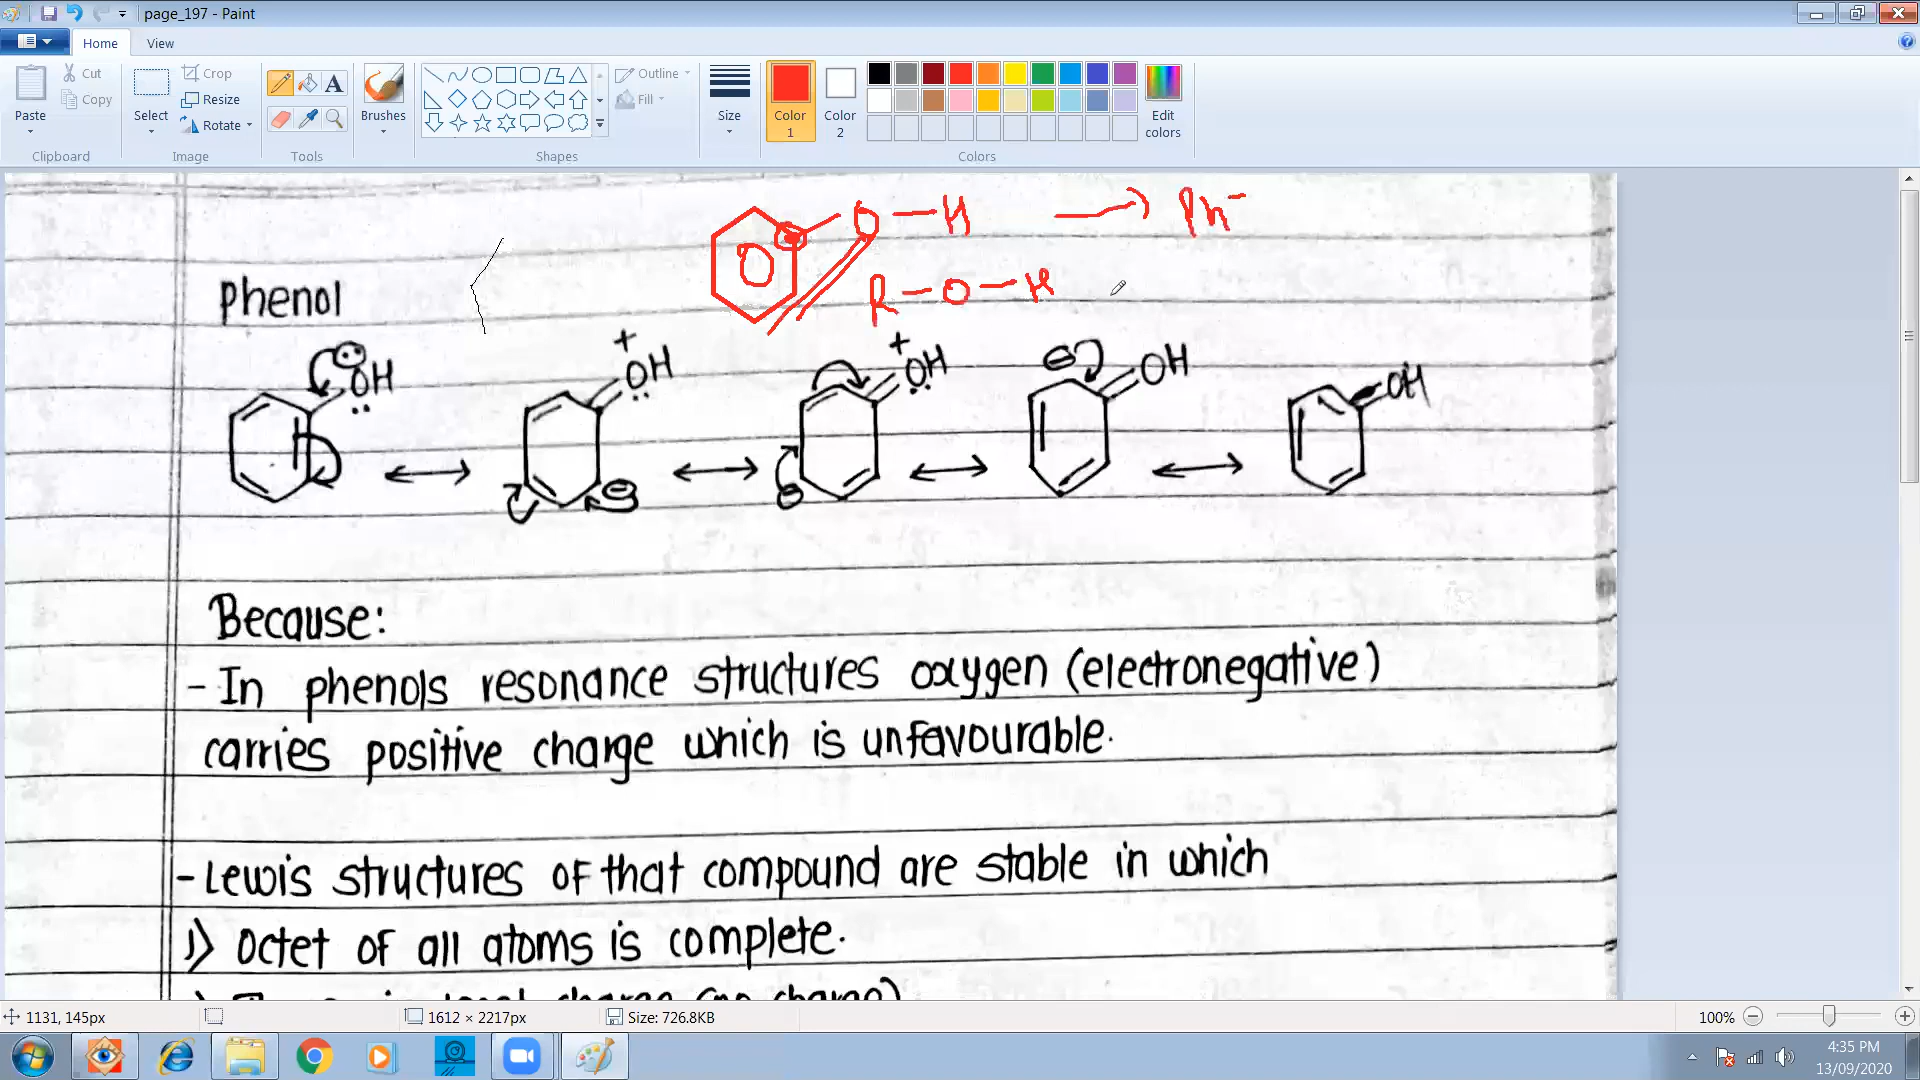 page_197 - Paint
Home View
Paste Cut Copy
Clipboard
Select Crop Resize Rotate
Image
Tools
Brushes
Outline Fill
Shapes
Size
Color 1
Color 2
Edit colors
Colors
O - H → Ph⁻
R - O - H
Phenol
OH + OH + OH OH OH
Because:
- In phenols resonance structures oxygen (electronegative)
carries positive charge which is unfavourable.
- Lewis structures of that compound are stable in which
1) Octet of all atoms is complete.
1131, 145px
1612 × 2217px
Size: 726.8KB
100%
4:35 PM
13/09/2020